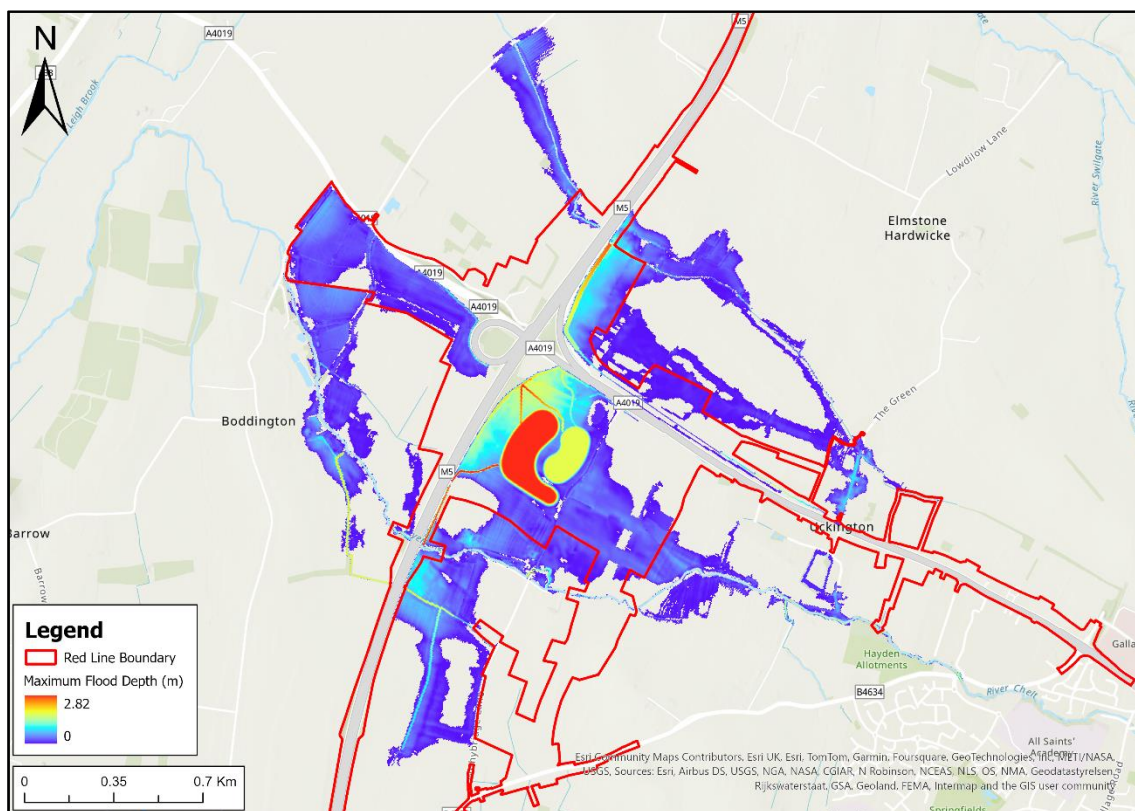 M5
A4019
N
Leigh Brook
Lowdilow Lane
River Swilgate
M5
Elmstone
Hardwicke
A4019
A4019
A4019
The Green
A4019
Boddington
M5
Uckington
Barrow
Barrow
Legend
Red Line Boundary
Maximum Flood Depth (m)
2.82
0
Hayden
Allotments
Galla
B4634
River Chelt
All Saints'
Academy
0 0.35 0.7 Km
Esri Community Maps Contributors, Esri UK, Esri, TomTom, Garmin, Foursquare, GeoTechnologies, Inc, METI/NASA,
USGS, Sources: Esri, Airbus DS, USGS, NGA, NASA, CGIAR, N Robinson, NCEAS, NLS, OS, NMA, Geodatastyrelsen,
Rijkswaterstaat, GSA, Geoland, FEMA, Intermap and the GIS user community
Springfields